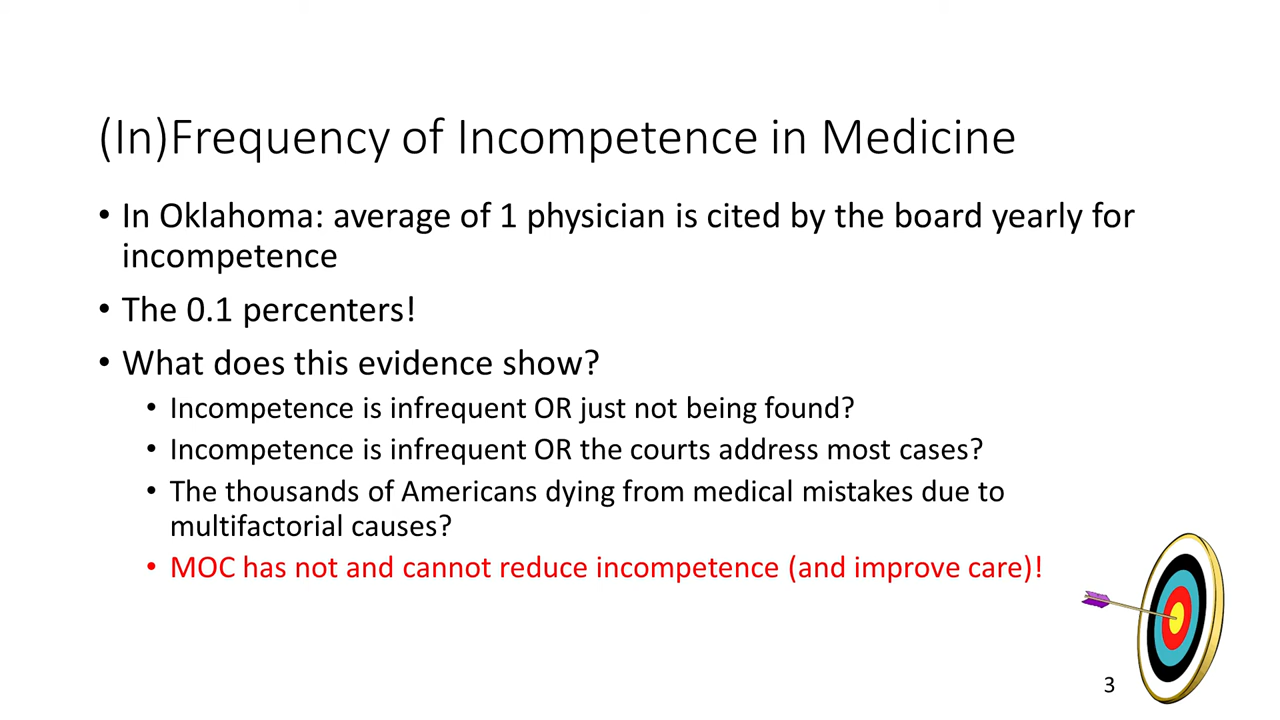 (In)Frequency of Incompetence in Medicine
• In Oklahoma: average of 1 physician is cited by the board yearly for
incompetence
• The 0.1 percenters!
• What does this evidence show?
• Incompetence is infrequent OR just not being found?
• Incompetence is infrequent OR the courts address most cases?
• The thousands of Americans dying from medical mistakes due to
multifactorial causes?
• MOC has not and cannot reduce incompetence (and improve care)!
3